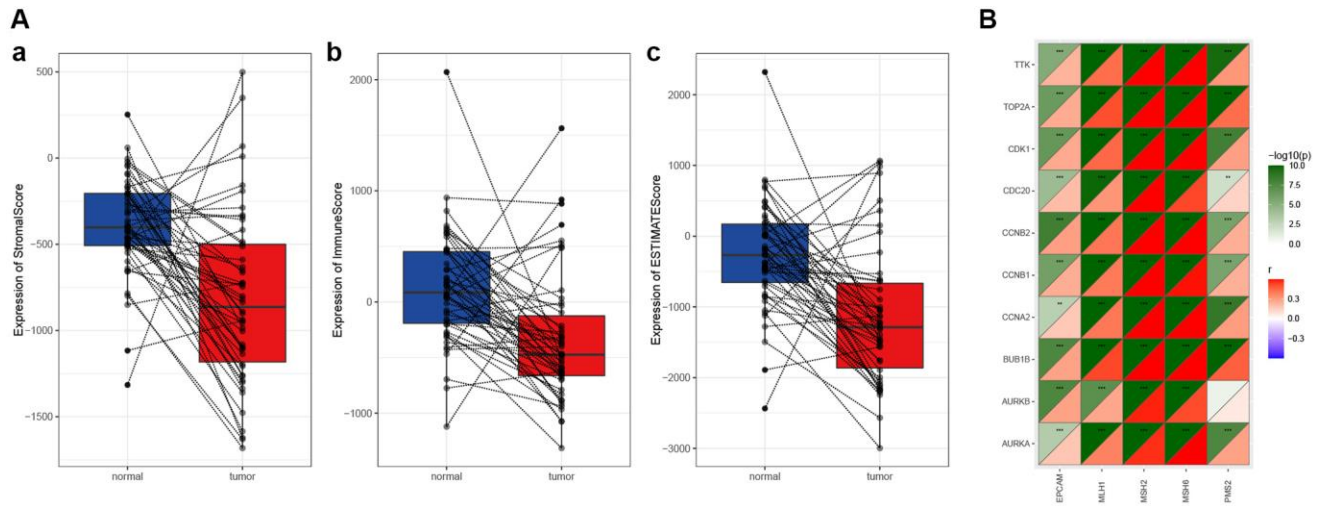 A
B
a
b
c
Expression of StromalScore
500
0
−500
−1000
−1500
normal
tumor
Expression of ImmuneScore
2000
1000
0
−1000
normal
tumor
Expression of ESTIMATEScore
2000
1000
0
−1000
−2000
−3000
normal
tumor
TTK
*** *** *** *** ***
TOP2A
*** *** *** *** ***
CDK1
*** *** *** *** ***
CDC20
*** *** *** *** **
CCNB2
*** *** *** *** ***
CCNB1
*** *** *** *** ***
CCNA2
** *** *** *** ***
BUB1B
*** *** *** *** ***
AURKB
*** *** *** ***
AURKA
*** *** *** *** ***
EPCAM
MLH1
MSH2
MSH6
PMS2
−log10(p)
10.0
7.5
5.0
2.5
0.0
r
0.3
0.0
−0.3